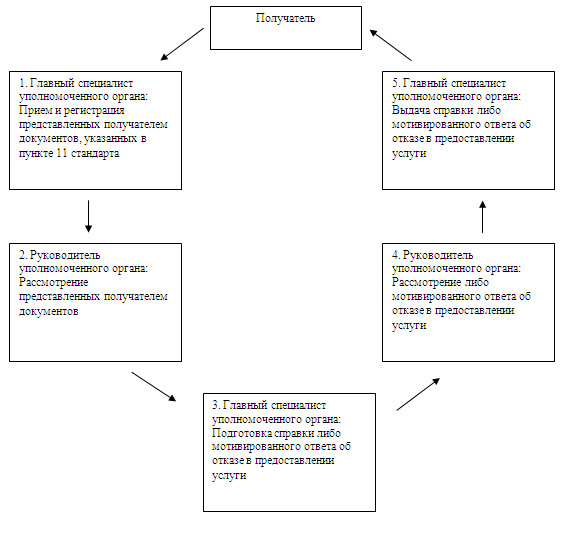 Получатель
1. Главный специалист
уполномоченного органа:
Прием и регистрация
представленных получателем
документов, указанных в
пункте 11 стандарта
2. Руководитель
уполномоченного органа:
Рассмотрение
представленных получателем
документов
3. Главный специалист
уполномоченного органа:
Подготовка справки либо
мотивированного ответа об
отказе в предоставлении
услуги
4. Руководитель
уполномоченного органа:
Рассмотрение либо
мотивированного ответа об
отказе в предоставлении
услуги
5. Главный специалист
уполномоченного органа:
Выдача справки либо
мотивированного ответа об
отказе в предоставлении
услуги